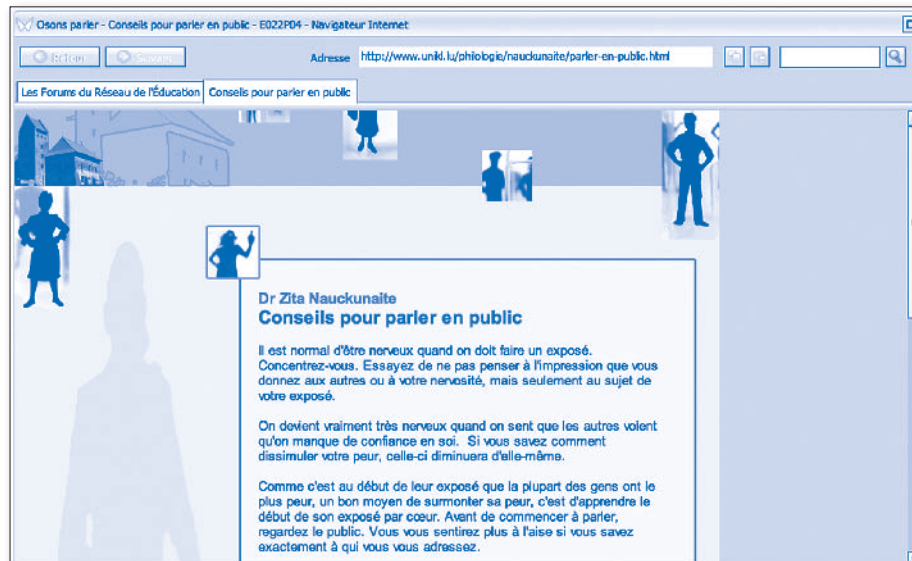 Osons parler - Conseils pour parler en public - E022P04 - Navigateur Internet
Retour Suivant Adresse http://www.unikl.lu/philologie/nauckunaite/parler-en-public.html
Les Forums du Réseau de l'Éducation Conseils pour parler en public
Dr Zita Nauckunaite
Conseils pour parler en public
Il est normal d'être nerveux quand on doit faire un exposé.
Concentrez-vous. Essayez de ne pas penser à l'impression que vous
donnez aux autres ou à votre nervosité, mais seulement au sujet de
votre exposé.
On devient vraiment très nerveux quand on sent que les autres voient
qu'on manque de confiance en soi. Si vous savez comment
dissimuler votre peur, celle-ci diminuera d'elle-même.
Comme c'est au début de leur exposé que la plupart des gens ont le
plus peur, un bon moyen de surmonter sa peur, c'est d'apprendre le
début de son exposé par cœur. Avant de commencer à parler,
regardez le public. Vous vous sentirez plus à l'aise si vous savez
exactement à qui vous vous adressez.